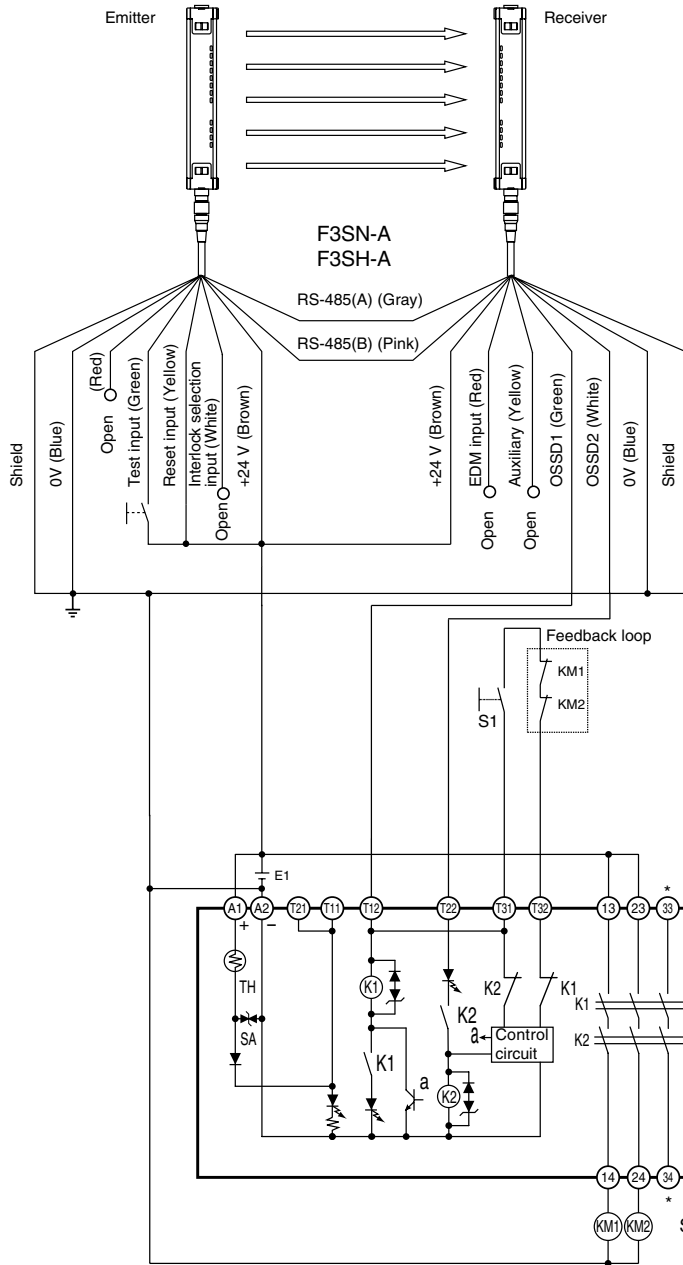 Emitter
Receiver
F3SN-A
F3SH-A
RS-485(A) (Gray)
RS-485(B) (Pink)
Shield
0V (Blue)
(Red)
Open
Test input (Green)
Reset input (Yellow)
Interlock selection
input (White)
Open
+24 V (Brown)
+24 V (Brown)
EDM input (Red)
Open
Auxiliary (Yellow)
Open
OSSD1 (Green)
OSSD2 (White)
0V (Blue)
Shield
Feedback loop
KM1
KM2
S1
E1
*
A1
A2
T21
T11
T12
T22
T31
T32
13
23
33
+
−
TH
SA
K1
K1
a
K2
K2
K2
K1
a
Control
circuit
K1
K2
14
24
34
*
KM1
KM2
S